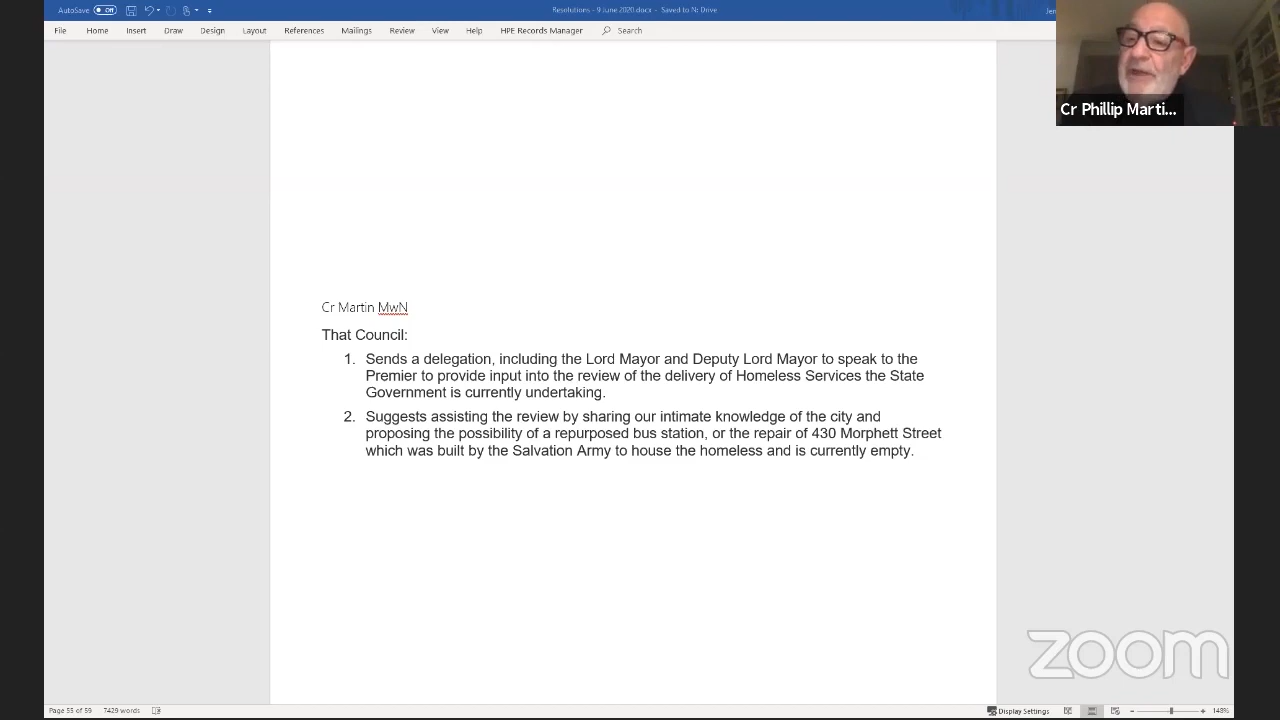 AutoSave Off
Resolutions - 9 June 2020.docx - Saved to N: Drive
File Home Insert Draw Design Layout References Mailings Review View Help HPE Records Manager Search
Cr Phillip Marti...
Cr Martin MwN
That Council:
1. Sends a delegation, including the Lord Mayor and Deputy Lord Mayor to speak to the
Premier to provide input into the review of the delivery of Homeless Services the State
Government is currently undertaking.
2. Suggests assisting the review by sharing our intimate knowledge of the city and
proposing the possibility of a repurposed bus station, or the repair of 430 Morphett Street
which was built by the Salvation Army to house the homeless and is currently empty.
zoom
Page 55 of 59 7429 words
Display Settings
148%